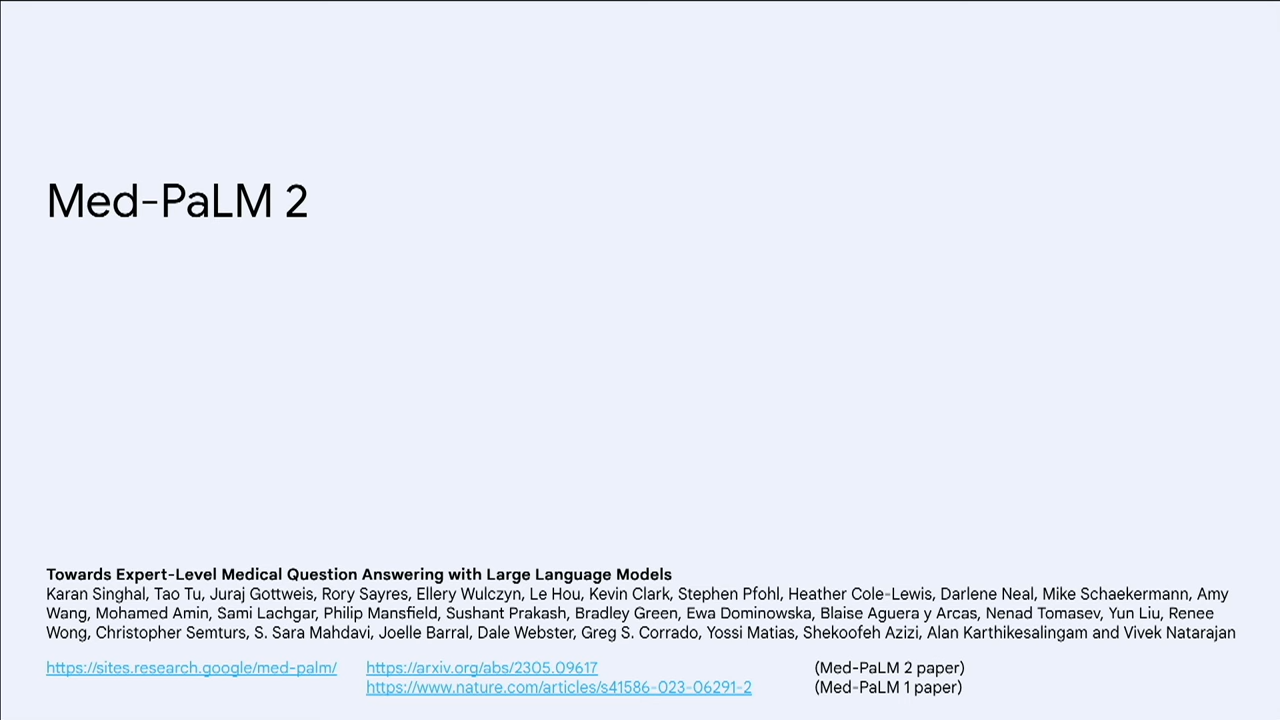 Med-PaLM 2
Towards Expert-Level Medical Question Answering with Large Language Models
Karan Singhal, Tao Tu, Juraj Gottweis, Rory Sayres, Ellery Wulczyn, Le Hou, Kevin Clark, Stephen Pfohl, Heather Cole-Lewis, Darlene Neal, Mike Schaekermann, Amy
Wang, Mohamed Amin, Sami Lachgar, Philip Mansfield, Sushant Prakash, Bradley Green, Ewa Dominowska, Blaise Aguera y Arcas, Nenad Tomasev, Yun Liu, Renee
Wong, Christopher Semturs, S. Sara Mahdavi, Joelle Barral, Dale Webster, Greg S. Corrado, Yossi Matias, Shekoofeh Azizi, Alan Karthikesalingam and Vivek Natarajan
https://sites.research.google/med-palm/ https://arxiv.org/abs/2305.09617 (Med-PaLM 2 paper)
https://www.nature.com/articles/s41586-023-06291-2 (Med-PaLM 1 paper)